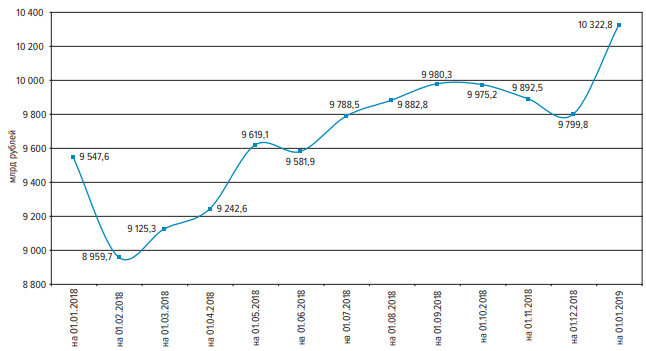 10 400
10 200
10 000
9 800
9 600
9 400
9 200
9 000
8 800
млрд рублей
9 547,6
8 959,7
9 125,3
9 242,6
9 619,1
9 581,9
9 788,5
9 882,8
9 980,3
9 975,2
9 892,5
9 799,8
10 322,8
на 01.01.2018
на 01.02.2018
на 01.03.2018
на 01.04.2018
на 01.05.2018
на 01.06.2018
на 01.07.2018
на 01.08.2018
на 01.09.2018
на 01.10.2018
на 01.11.2018
на 01.12.2018
на 01.01.2019